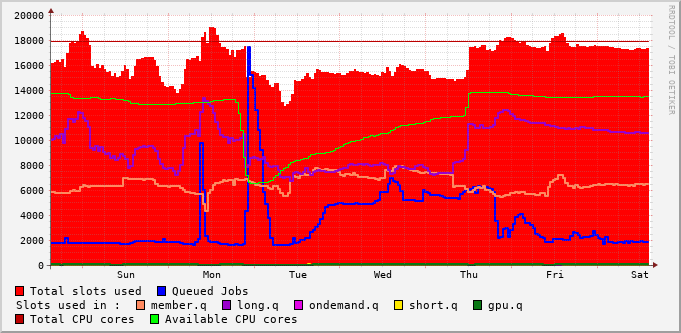 20000
18000
16000
14000
12000
10000
8000
6000
4000
2000
0
Sun Mon Tue Wed Thu Fri Sat
RRDTOOL / TOBI OETIKER
Total slots used Queued Jobs
Slots used in : member.q long.q ondemand.q short.q gpu.q
Total CPU cores Available CPU cores